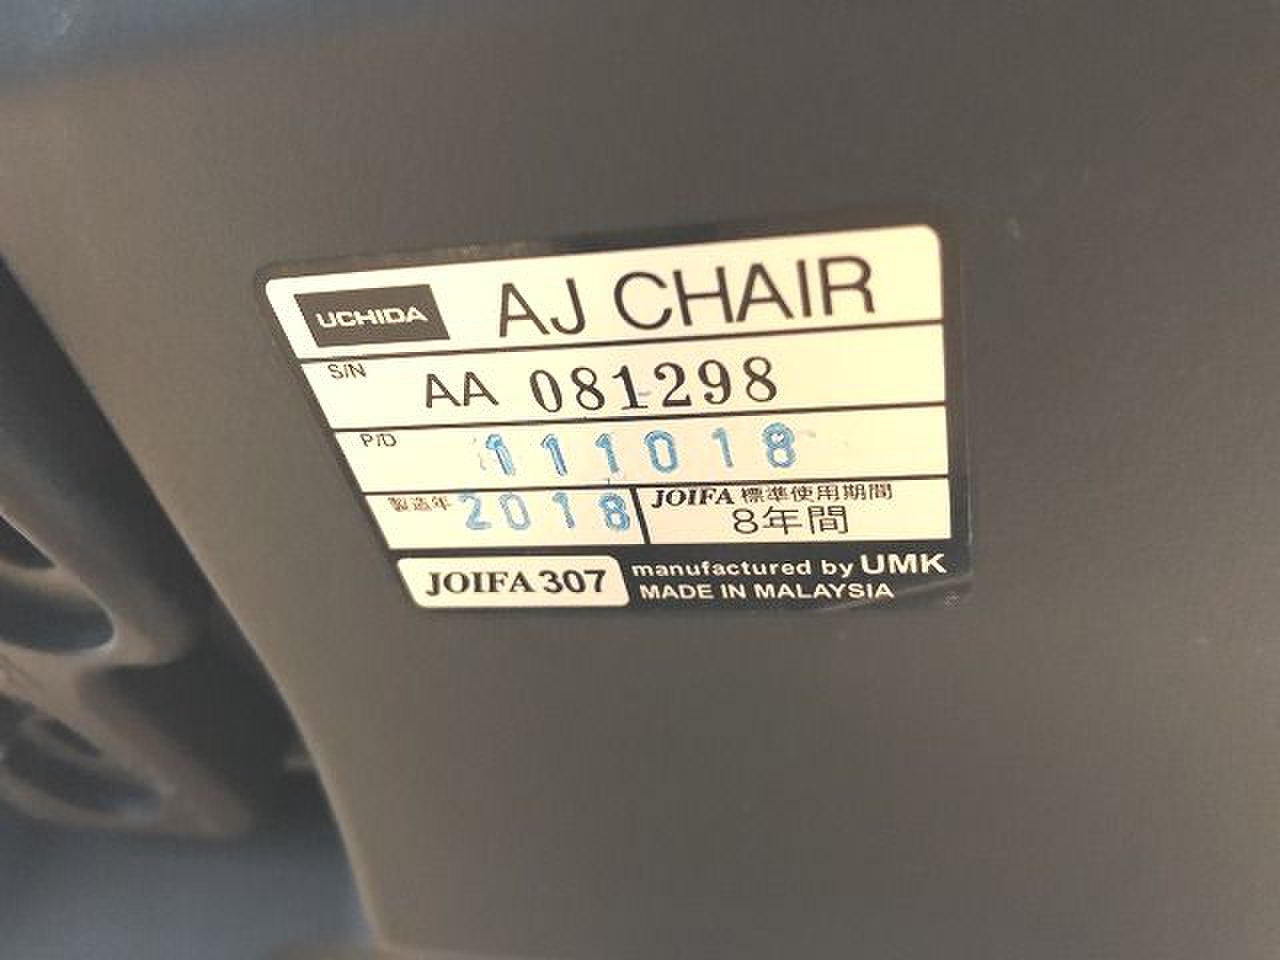 UCHIDA AJ CHAIR
S/N AA 081298
P/D 111018
製造年 2018
JOIFA 標準使用期間
8年間
JOIFA 307
manufactured by UMK
MADE IN MALAYSIA